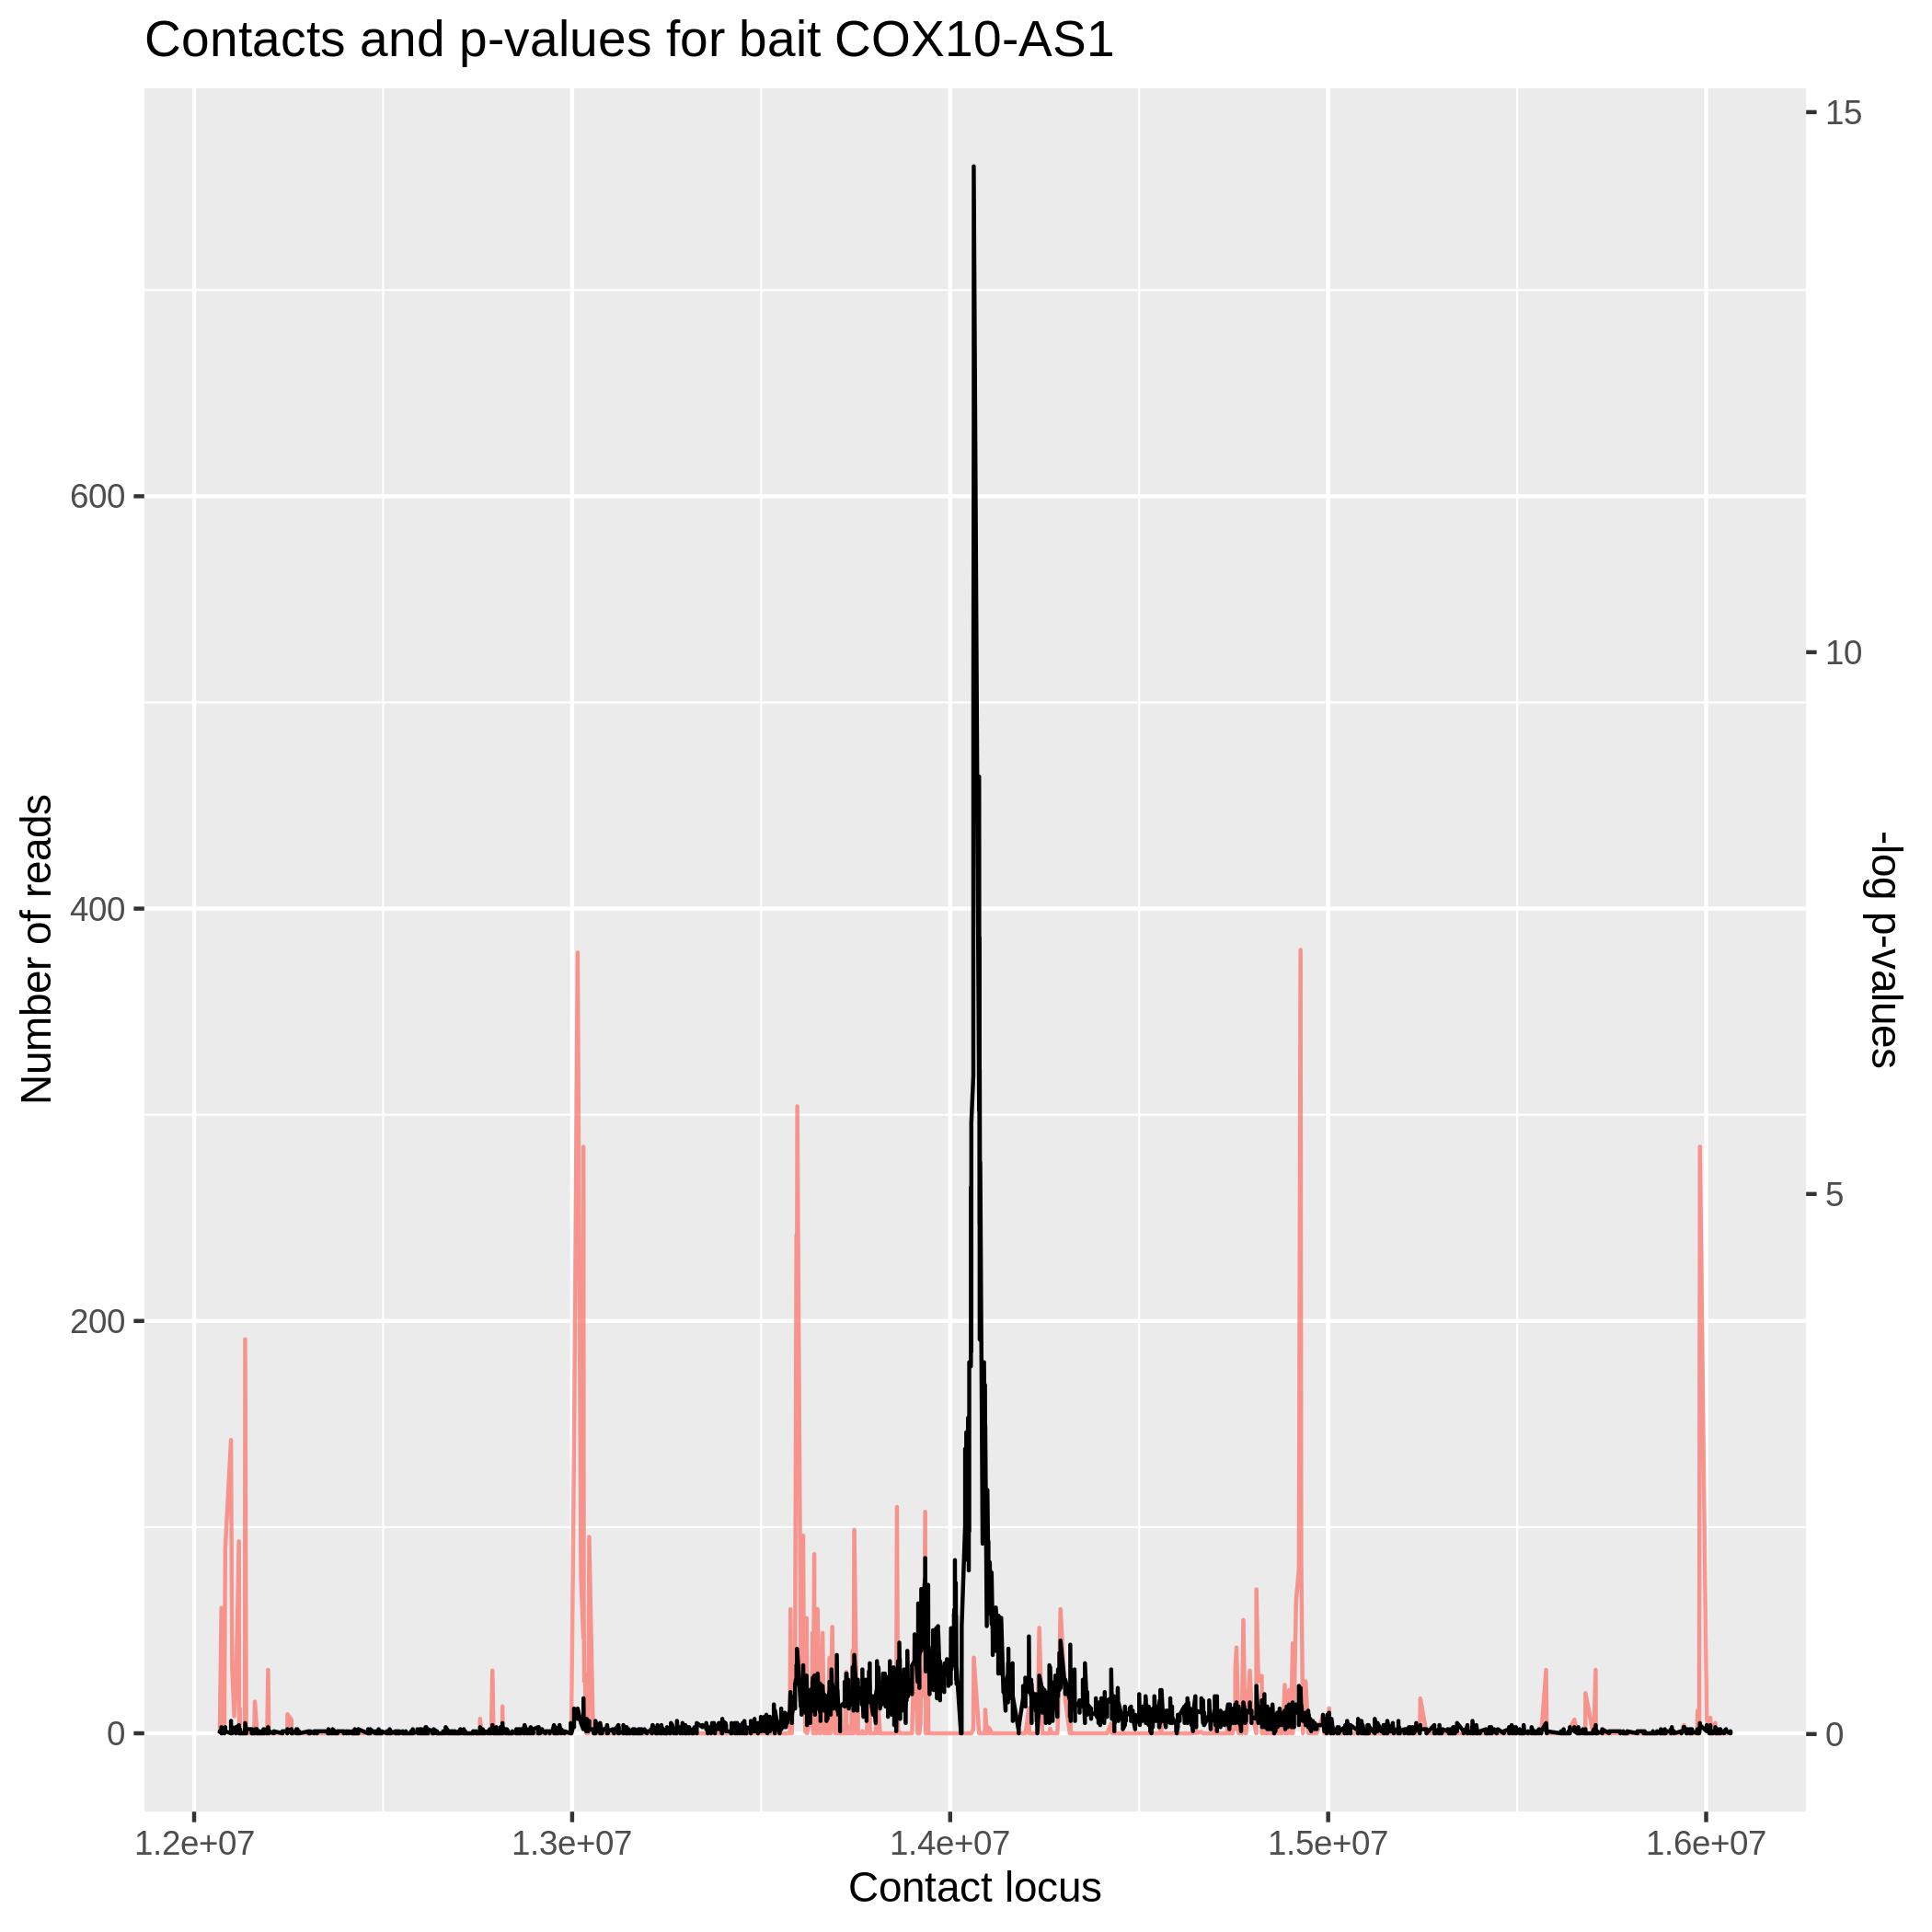 Contacts and p-values for bait COX10-AS1
Number of reads
600
400
200
0
15
10
5
0
-log p-values
1.2e+07
1.3e+07
1.4e+07
1.5e+07
1.6e+07
Contact locus